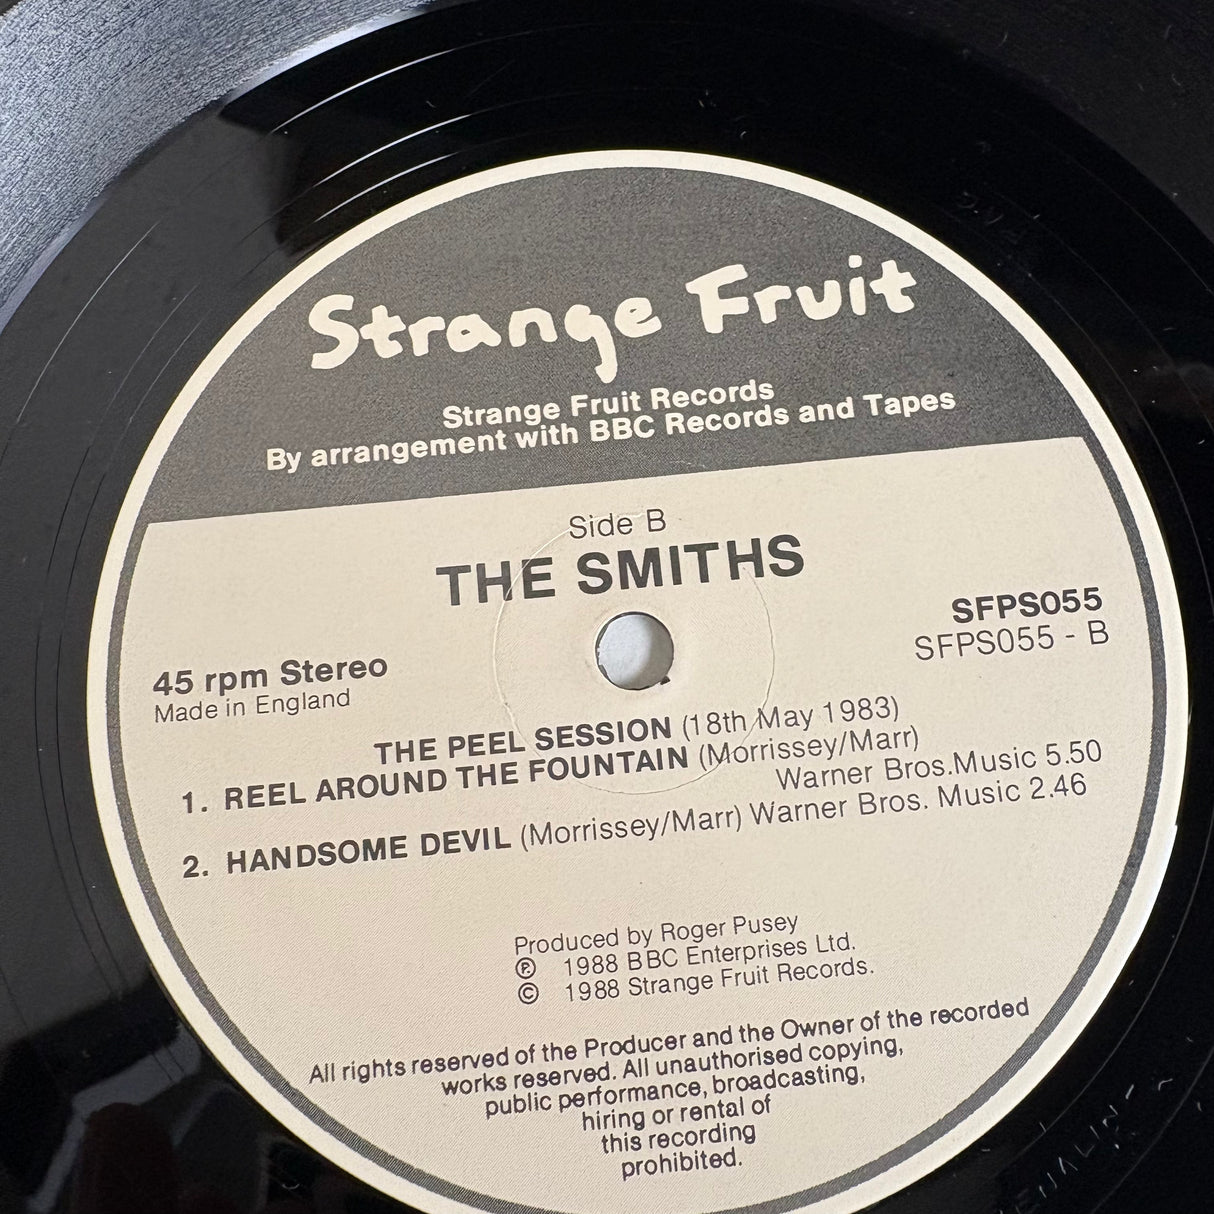 Strange Fruit
Strange Fruit Records
By arrangement with BBC Records and Tapes
Side B
THE SMITHS
SFPS055
SFPS055 - B
45 rpm Stereo
Made in England
THE PEEL SESSION (18th May 1983)
1. REEL AROUND THE FOUNTAIN (Morrissey/Marr)
Warner Bros.Music 5.50
2. HANDSOME DEVIL (Morrissey/Marr) Warner Bros. Music 2.46
Produced by Roger Pusey
℗ 1988 BBC Enterprises Ltd.
© 1988 Strange Fruit Records.
All rights reserved of the Producer and the Owner of the recorded
works reserved. All unauthorised copying,
public performance, broadcasting,
hiring or rental of
this recording
prohibited.